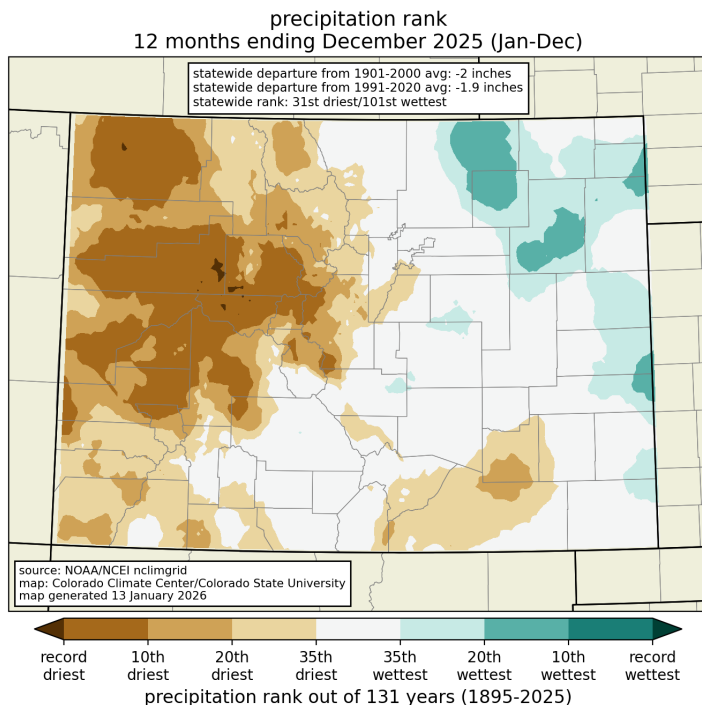 precipitation rank
12 months ending December 2025 (Jan-Dec)
statewide departure from 1901-2000 avg: -2 inches
statewide departure from 1991-2020 avg: -1.9 inches
statewide rank: 31st driest/101st wettest
source: NOAA/NCEI nclimgrid
map: Colorado Climate Center/Colorado State University
map generated 13 January 2026
record driest
10th driest
20th driest
35th driest
35th wettest
20th wettest
10th wettest
record wettest
precipitation rank out of 131 years (1895-2025)